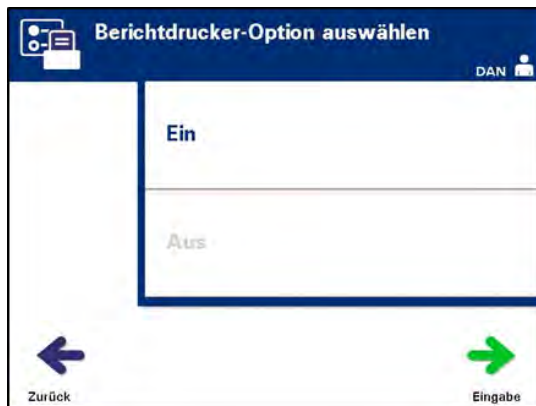 Berichtdrucker-Option auswählen
DAN
Ein
Aus
Zurück
Eingabe